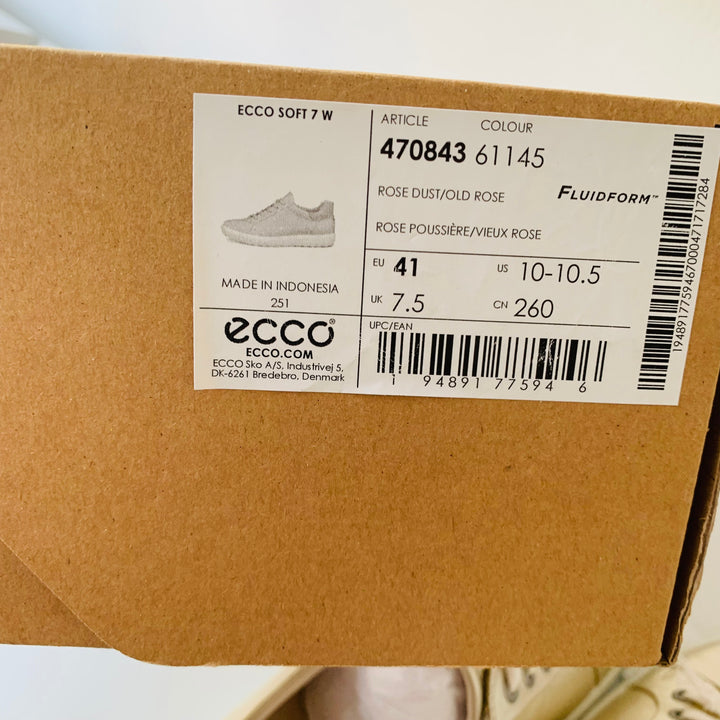 ECCO SOFT 7 W
MADE IN INDONESIA
251
ecco®
ECCO.COM
ECCO Sko A/S, Industrivej 5,
DK-6261 Bredebro, Denmark
ARTICLE COLOUR
470843 61145
ROSE DUST/OLD ROSE
FLUIDFORM™
ROSE POUSSIÈRE/VIEUX ROSE
EU 41 US 10-10.5
UK 7.5 CN 260
UPC/EAN
1 94891 77594 6
19489177594670004717172​84